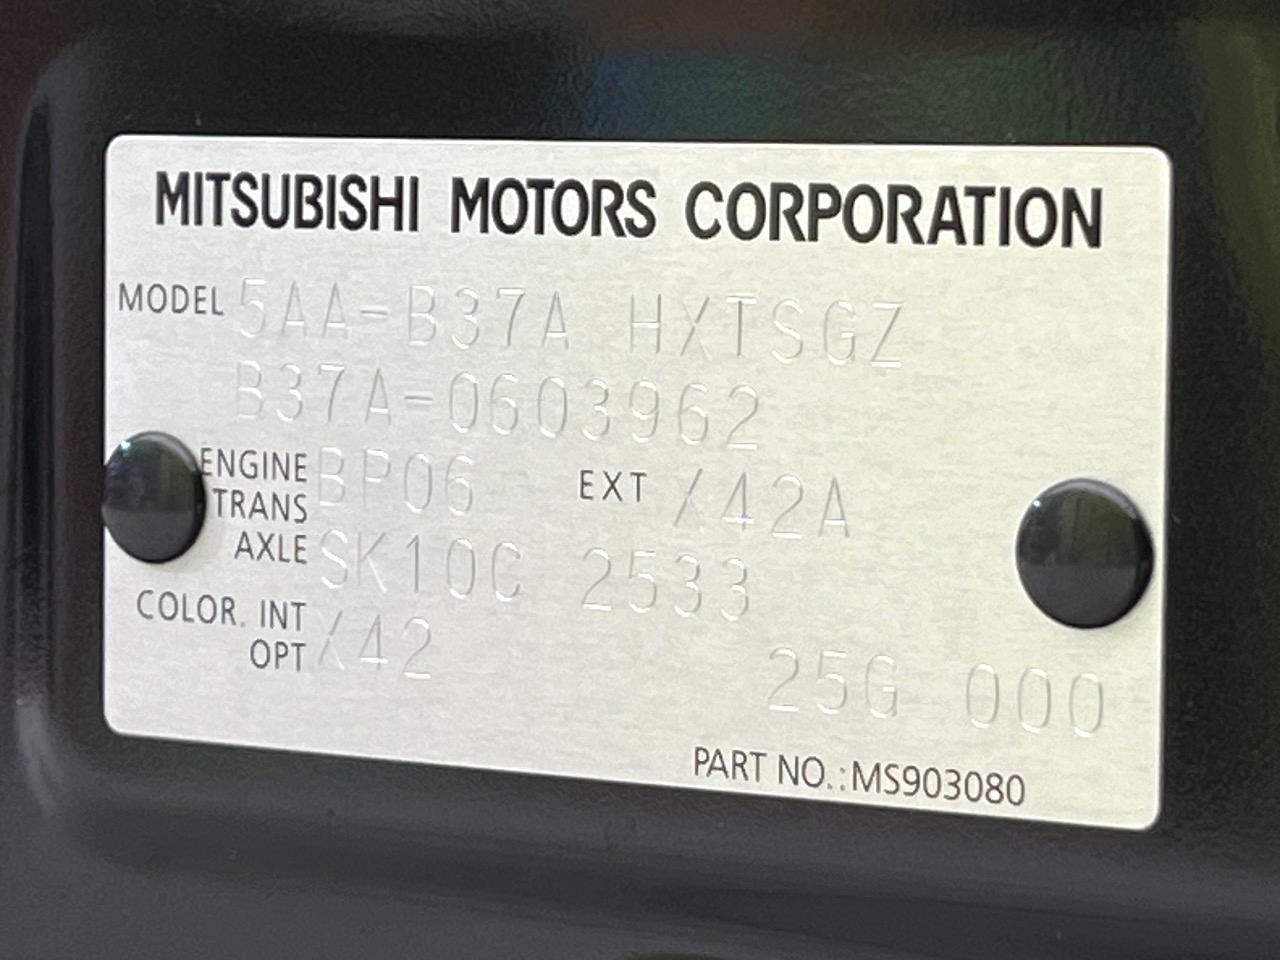 MITSUBISHI MOTORS CORPORATION
MODEL 5AA-B37A HXTSGZ
B37A-0603962
ENGINE BP06 EXT X42A
TRANS
AXLE SK10C 2533
COLOR. INT X42
OPT 25G 000
PART NO.:MS903080